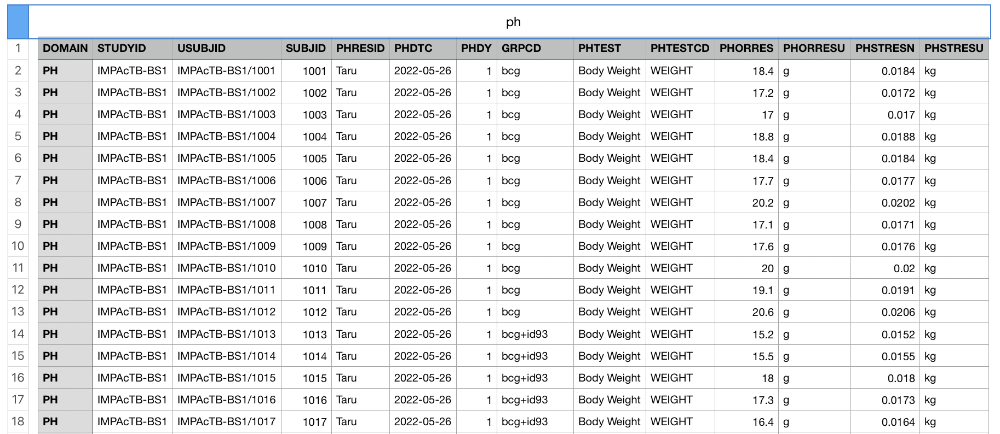 ph
1 DOMAIN STUDYID USUBJID SUBJID PHRESID PHDTC PHDY GRPCD PHTEST PHTESTCD PHORRES PHORRESU PHSTRESN PHSTRESU
2 PH IMPAcTB-BS1 IMPAcTB-BS1/1001 1001 Taru 2022-05-26 1 bcg Body Weight WEIGHT 18.4 g 0.0184 kg
3 PH IMPAcTB-BS1 IMPAcTB-BS1/1002 1002 Taru 2022-05-26 1 bcg Body Weight WEIGHT 17.2 g 0.0172 kg
4 PH IMPAcTB-BS1 IMPAcTB-BS1/1003 1003 Taru 2022-05-26 1 bcg Body Weight WEIGHT 17 g 0.017 kg
5 PH IMPAcTB-BS1 IMPAcTB-BS1/1004 1004 Taru 2022-05-26 1 bcg Body Weight WEIGHT 18.8 g 0.0188 kg
6 PH IMPAcTB-BS1 IMPAcTB-BS1/1005 1005 Taru 2022-05-26 1 bcg Body Weight WEIGHT 18.4 g 0.0184 kg
7 PH IMPAcTB-BS1 IMPAcTB-BS1/1006 1006 Taru 2022-05-26 1 bcg Body Weight WEIGHT 17.7 g 0.0177 kg
8 PH IMPAcTB-BS1 IMPAcTB-BS1/1007 1007 Taru 2022-05-26 1 bcg Body Weight WEIGHT 20.2 g 0.0202 kg
9 PH IMPAcTB-BS1 IMPAcTB-BS1/1008 1008 Taru 2022-05-26 1 bcg Body Weight WEIGHT 17.1 g 0.0171 kg
10 PH IMPAcTB-BS1 IMPAcTB-BS1/1009 1009 Taru 2022-05-26 1 bcg Body Weight WEIGHT 17.6 g 0.0176 kg
11 PH IMPAcTB-BS1 IMPAcTB-BS1/1010 1010 Taru 2022-05-26 1 bcg Body Weight WEIGHT 20 g 0.02 kg
12 PH IMPAcTB-BS1 IMPAcTB-BS1/1011 1011 Taru 2022-05-26 1 bcg Body Weight WEIGHT 19.1 g 0.0191 kg
13 PH IMPAcTB-BS1 IMPAcTB-BS1/1012 1012 Taru 2022-05-26 1 bcg Body Weight WEIGHT 20.6 g 0.0206 kg
14 PH IMPAcTB-BS1 IMPAcTB-BS1/1013 1013 Taru 2022-05-26 1 bcg+id93 Body Weight WEIGHT 15.2 g 0.0152 kg
15 PH IMPAcTB-BS1 IMPAcTB-BS1/1014 1014 Taru 2022-05-26 1 bcg+id93 Body Weight WEIGHT 15.5 g 0.0155 kg
16 PH IMPAcTB-BS1 IMPAcTB-BS1/1015 1015 Taru 2022-05-26 1 bcg+id93 Body Weight WEIGHT 18 g 0.018 kg
17 PH IMPAcTB-BS1 IMPAcTB-BS1/1016 1016 Taru 2022-05-26 1 bcg+id93 Body Weight WEIGHT 17.3 g 0.0173 kg
18 PH IMPAcTB-BS1 IMPAcTB-BS1/1017 1017 Taru 2022-05-26 1 bcg+id93 Body Weight WEIGHT 16.4 g 0.0164 kg